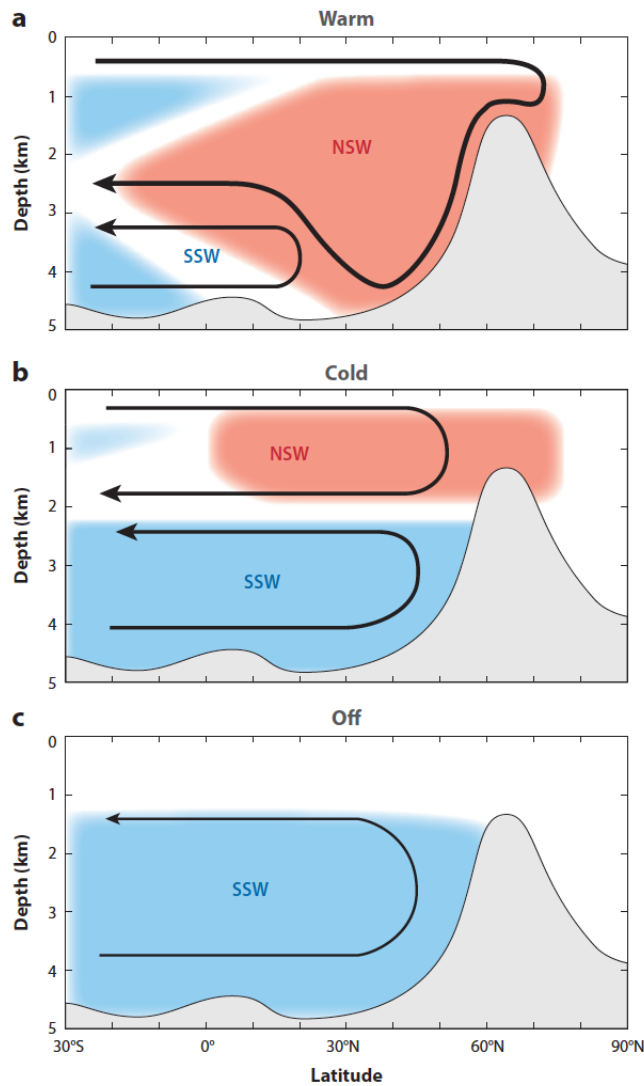 a
Warm
0
1
2
3
4
5
Depth (km)
NSW
SSW
b
Cold
0
1
2
3
4
5
Depth (km)
NSW
SSW
c
Off
0
1
2
3
4
5
Depth (km)
SSW
30°S 0° 30°N 60°N 90°N
Latitude